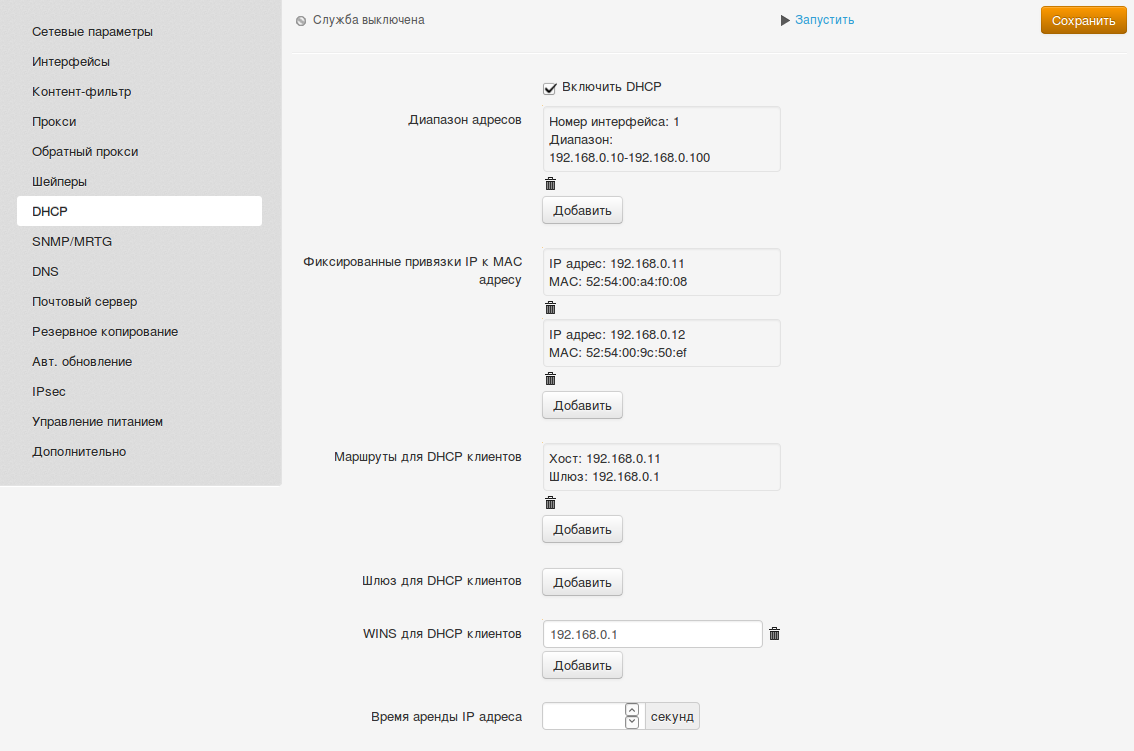 Сетевые параметры
Интерфейсы
Контент-фильтр
Прокси
Обратный прокси
Шейперы
DHCP
SNMP/MRTG
DNS
Почтовый сервер
Резервное копирование
Авт. обновление
IPsec
Управление питанием
Дополнительно
Служба выключена
Запустить
Сохранить
Включить DHCP
Диапазон адресов
Номер интерфейса: 1
Диапазон:
192.168.0.10-192.168.0.100
Добавить
Фиксированные привязки IP к MAC
адресу
IP адрес: 192.168.0.11
MAC: 52:54:00:a4:f0:08
IP адрес: 192.168.0.12
MAC: 52:54:00:9c:50:ef
Добавить
Маршруты для DHCP клиентов
Хост: 192.168.0.11
Шлюз: 192.168.0.1
Добавить
Шлюз для DHCP клиентов
Добавить
WINS для DHCP клиентов
192.168.0.1
Добавить
Время аренды IP адреса
секунд